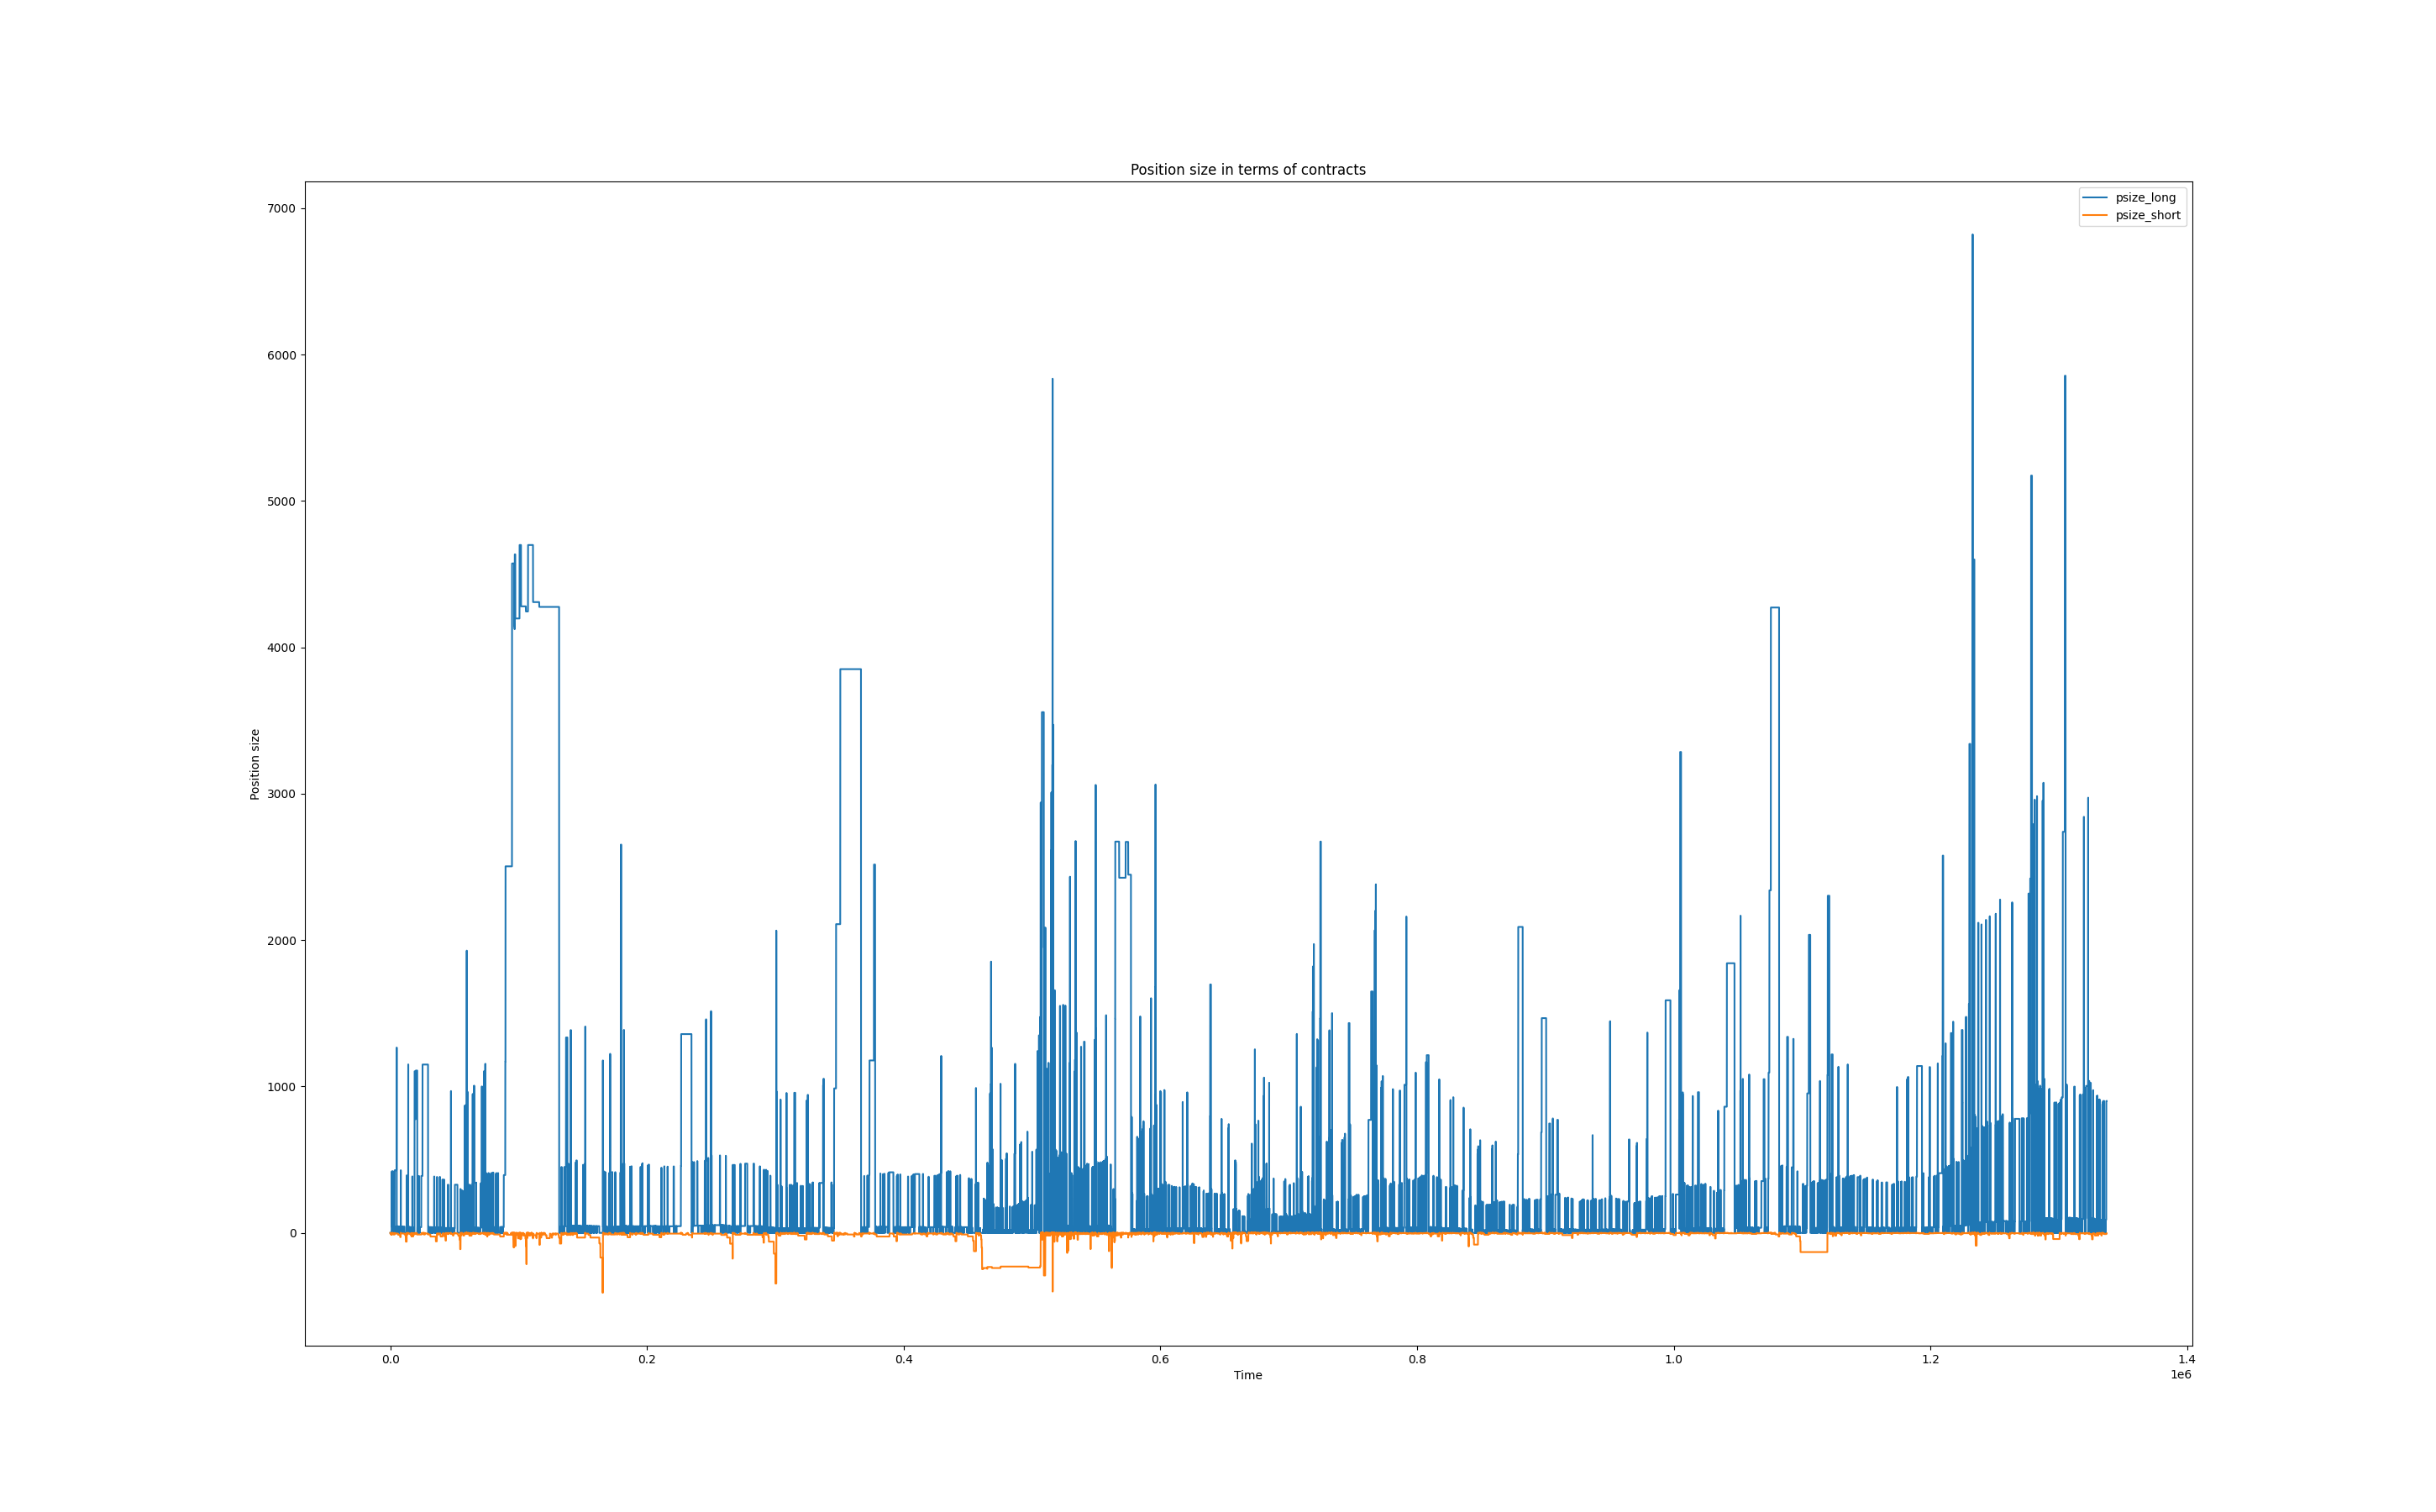 Position size in terms of contracts
psize_long
psize_short
Position size
7000
6000
5000
4000
3000
2000
1000
0
0.0 0.2 0.4 0.6 0.8 1.0 1.2 1.4
Time
1e6